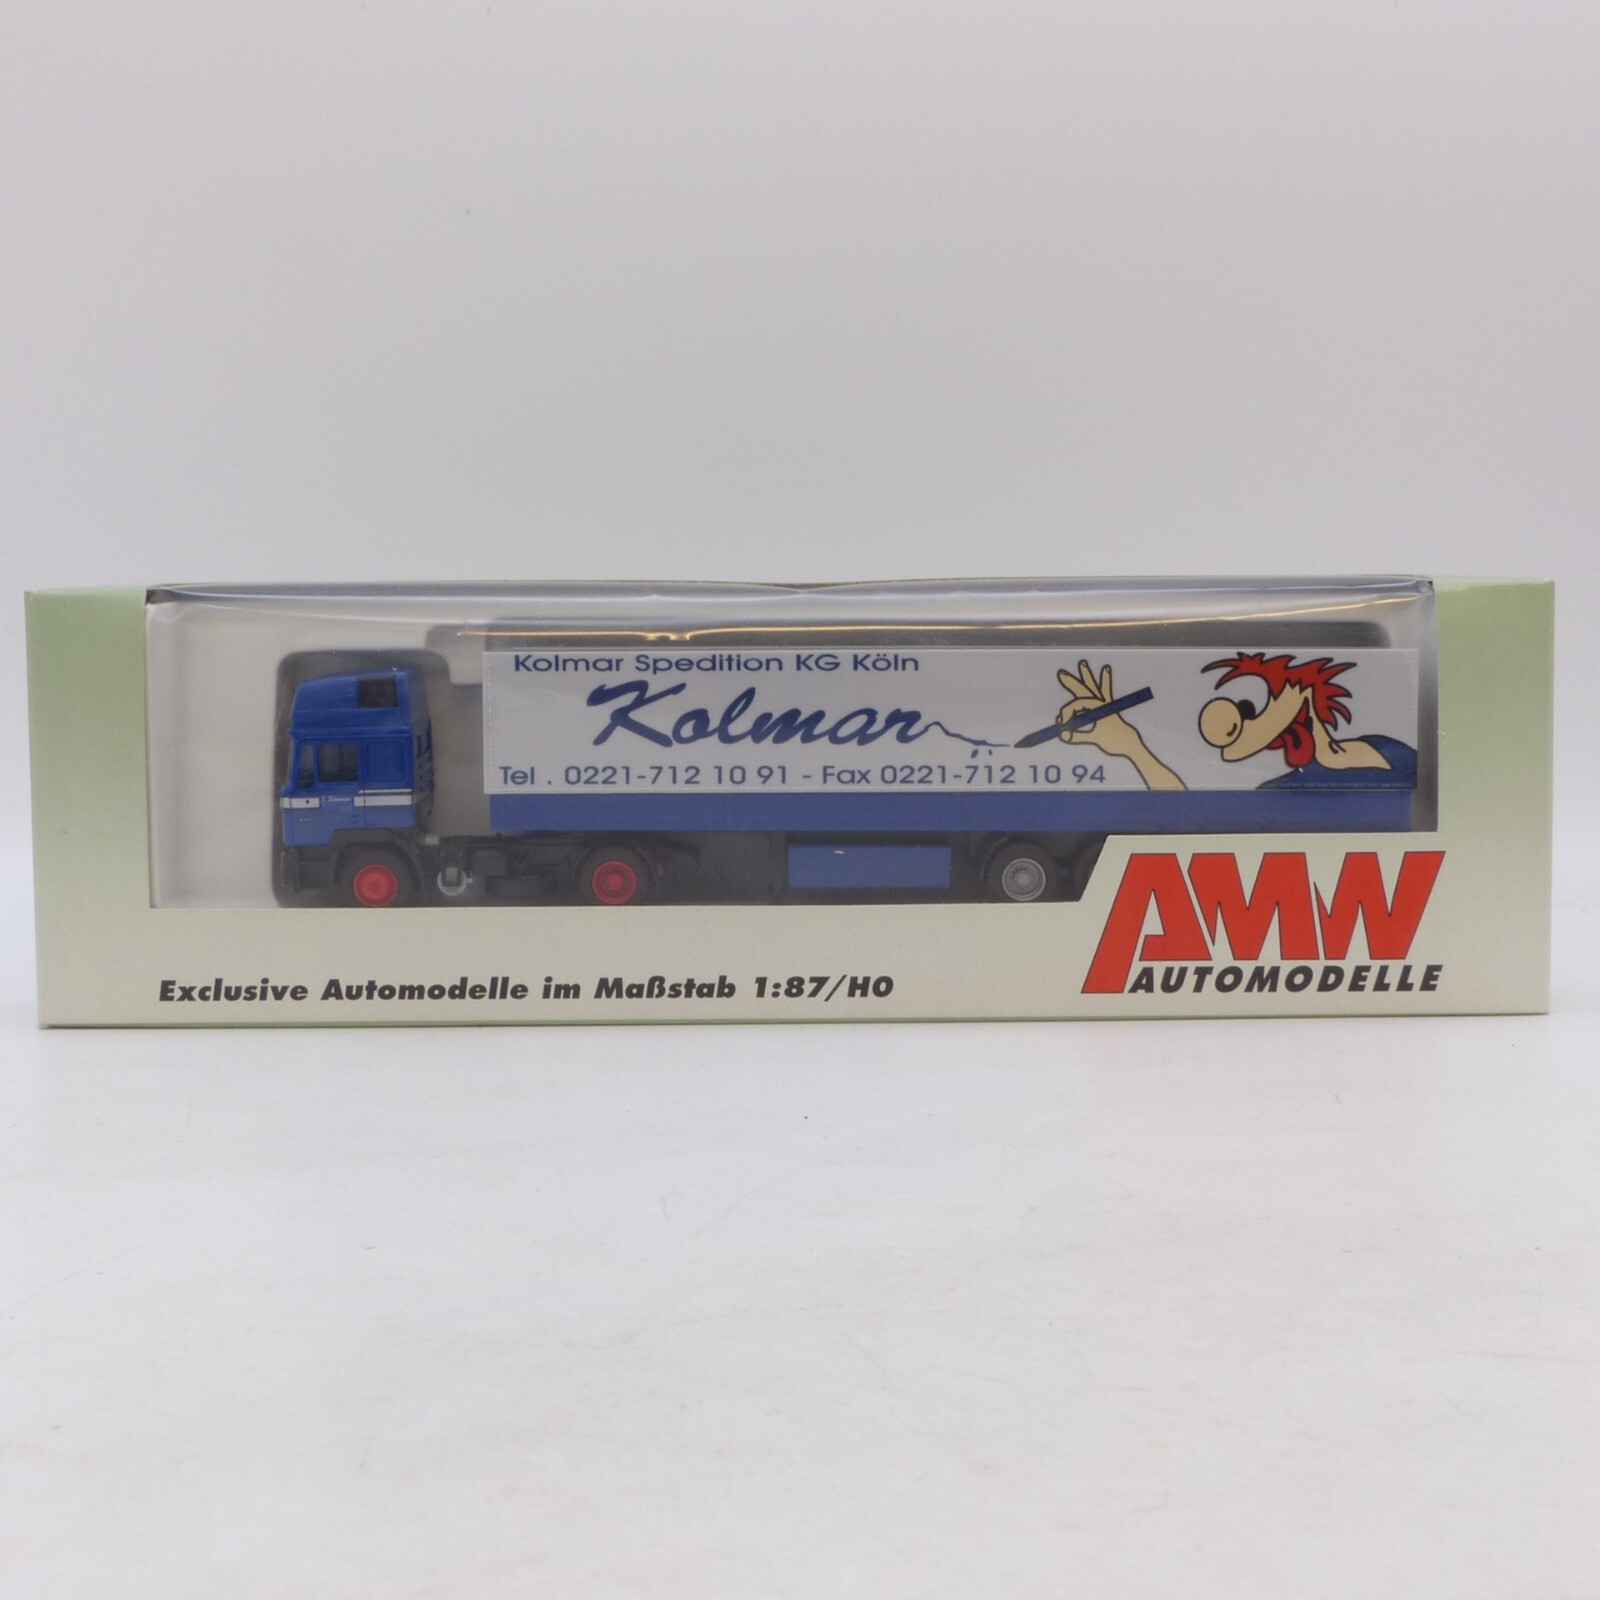 Kolmar Spedition KG Köln
Kolmar
Tel . 0221-712 10 91 - Fax 0221-712 10 94
AMW
AUTOMODELLE
Exclusive Automodelle im Maßstab 1:87/HO